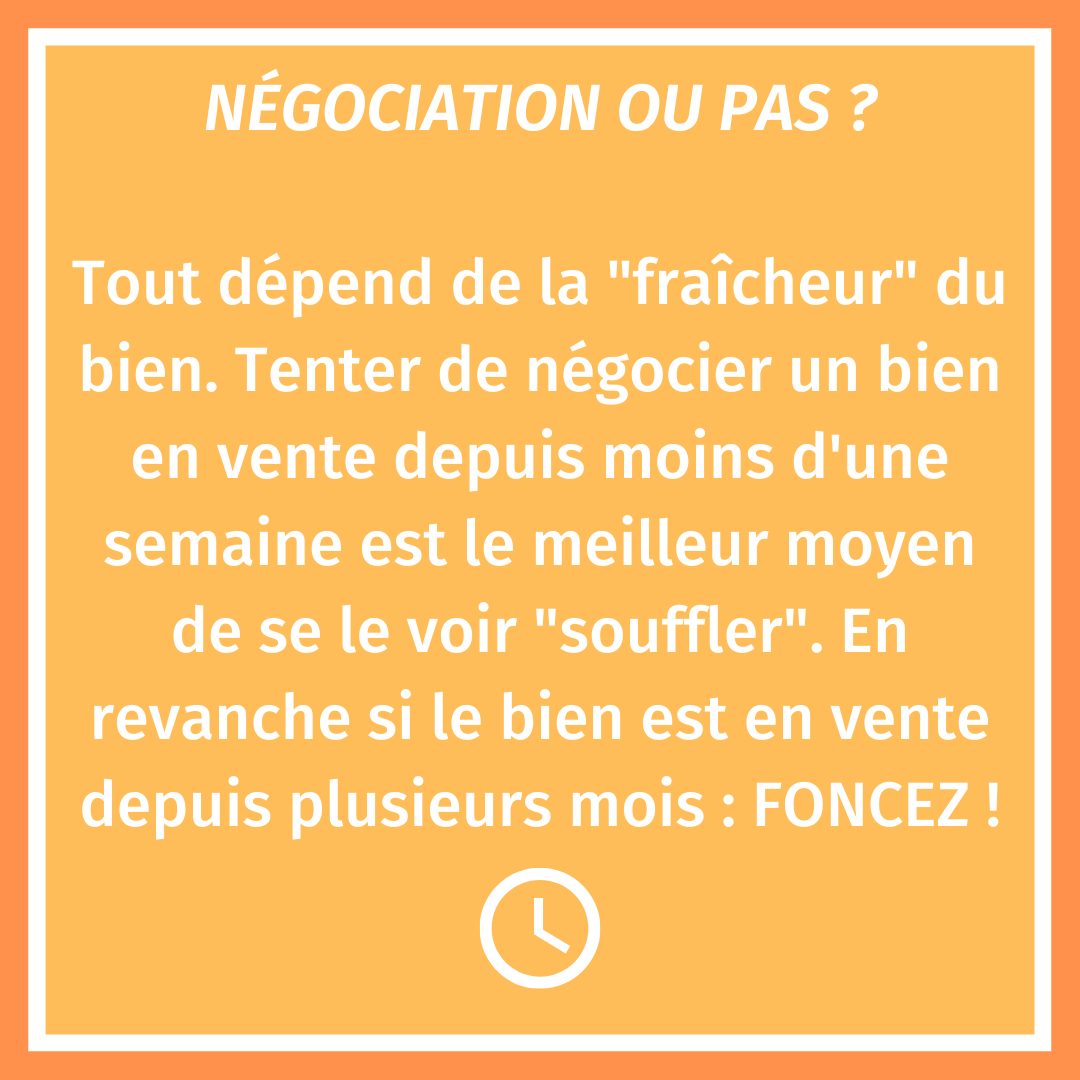 NÉGOCIATION OU PAS ?
Tout dépend de la "fraîcheur" du
bien. Tenter de négocier un bien
en vente depuis moins d'une
semaine est le meilleur moyen
de se le voir "souffler". En
revanche si le bien est en vente
depuis plusieurs mois : FONCEZ !